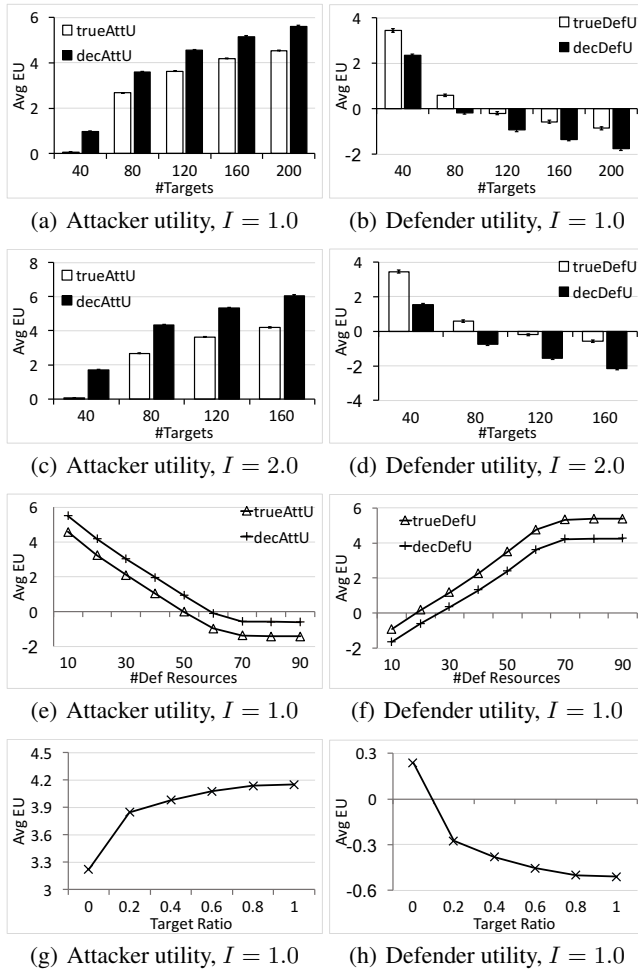 6
4
2
0
Avg EU
trueAttU
decAttU
40 80 120 160 200
#Targets
(a) Attacker utility, I = 1.0
4
2
0
-2
Avg EU
trueDefU
decDefU
40 80 120 160 200
#Targets
(b) Defender utility, I = 1.0
8
6
4
2
0
Avg EU
trueAttU
decAttU
40 80 120 160
#Targets
(c) Attacker utility, I = 2.0
4
2
0
-2
-4
Avg EU
trueDefU
decDefU
40 80 120 160
#Targets
(d) Defender utility, I = 2.0
6
4
2
0
-2
Avg EU
trueAttU
decAttU
10 30 50 70 90
#Def Resources
(e) Attacker utility, I = 1.0
6
4
2
0
-2
Avg EU
trueDefU
decDefU
10 30 50 70 90
#Def Resources
(f) Defender utility, I = 1.0
4.5
4.2
3.9
3.6
3.3
3
Avg EU
0 0.2 0.4 0.6 0.8 1
Target Ratio
(g) Attacker utility, I = 1.0
0.3
0
-0.3
-0.6
Avg EU
0 0.2 0.4 0.6 0.8 1
Target Ratio
(h) Defender utility, I = 1.0